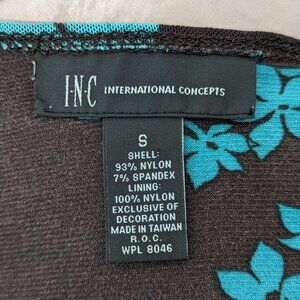 I·N·C INTERNATIONAL CONCEPTS
S
SHELL:
93% NYLON
7% SPANDEX
LINING:
100% NYLON
EXCLUSIVE OF
DECORATION
MADE IN TAIWAN
R.O.C.
WPL 8046